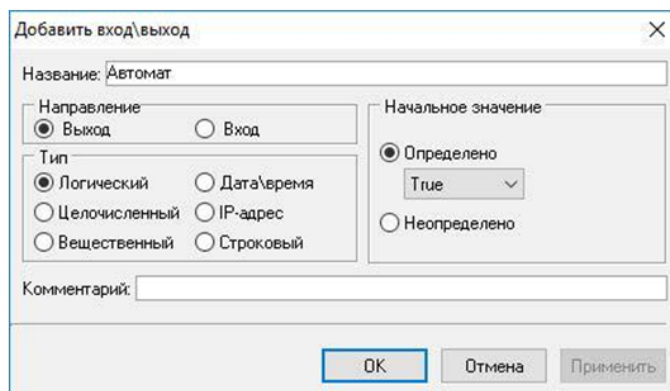 Добавить вход\выход
Название: Автомат
Направление
Выход Вход
Тип
Логический Дата\время
Целочисленный IP-адрес
Вещественный Строковый
Начальное значение
Определено
True
Неопределено
Комментарий:
OK Отмена Применить